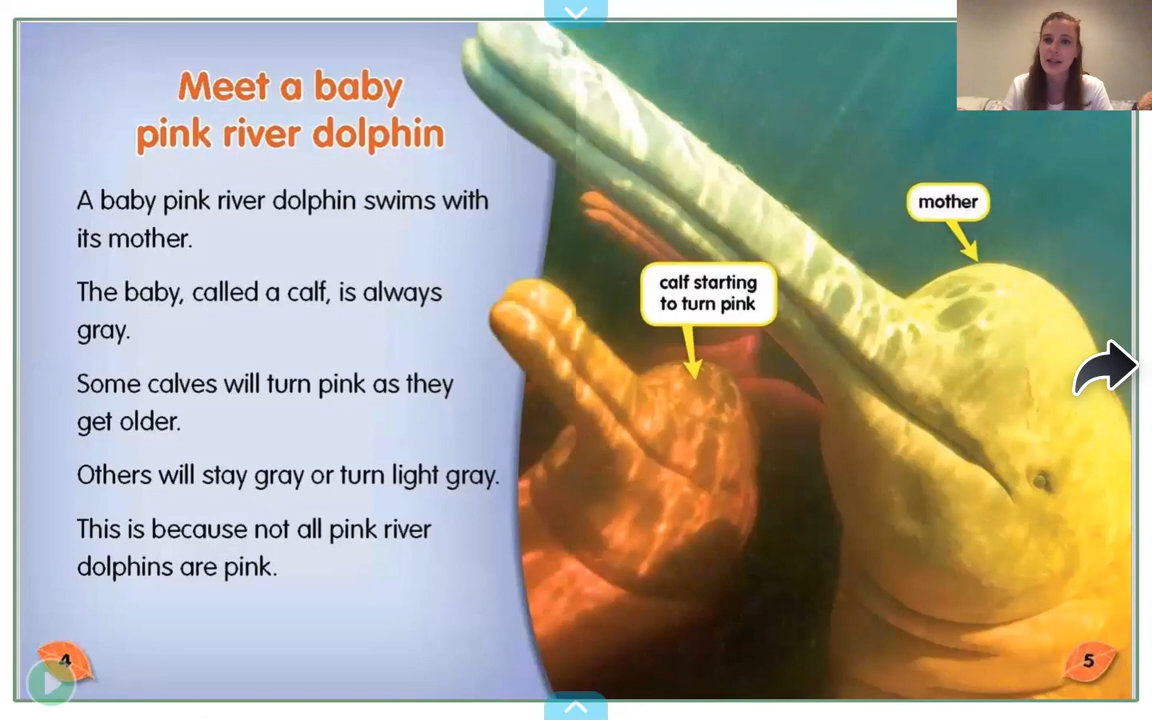 Meet a baby
pink river dolphin
A baby pink river dolphin swims with
its mother.
The baby, called a calf, is always
gray.
Some calves will turn pink as they
get older.
Others will stay gray or turn light gray.
This is because not all pink river
dolphins are pink.
mother
calf starting
to turn pink
4
5